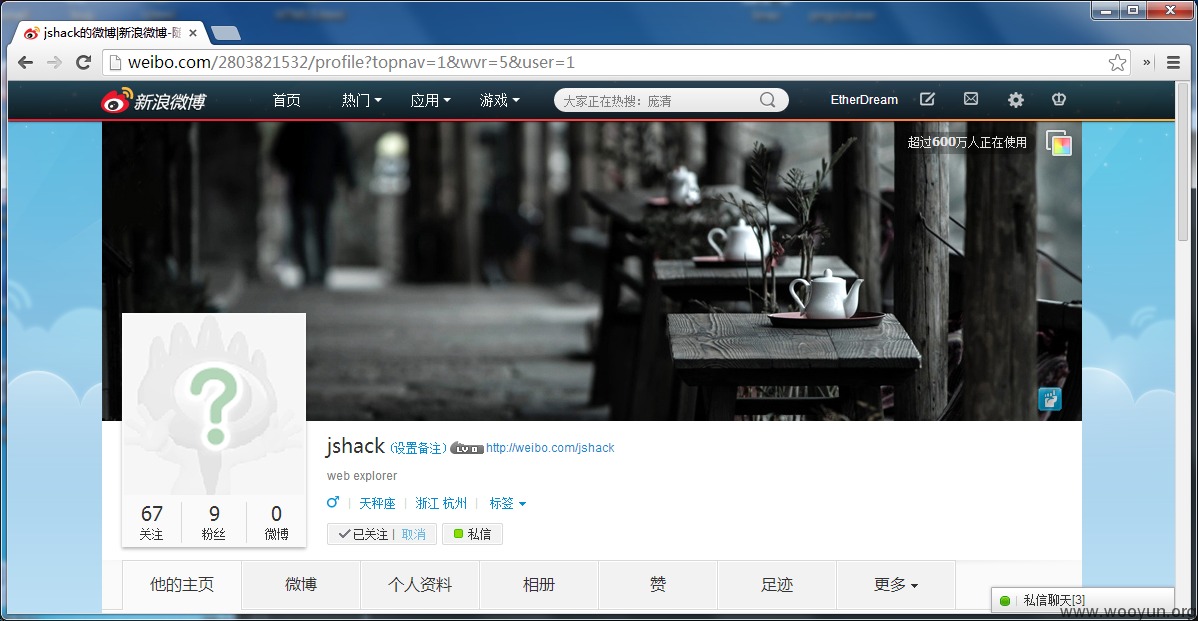 jshack的微博|新浪微博-随
weibo.com/2803821532/profile?topnav=1&wvr=5&user=1
»
新浪微博 首页 热门 应用 游戏 大家正在热搜：庞清 EtherDream
超过600万人正在使用
?
jshack (设置备注) LV 0 http://weibo.com/jshack
web explorer
♂ | 天秤座 | 浙江 杭州 | 标签
67 9 0
关注 粉丝 微博
已关注 | 取消 私信
他的主页 微博 个人资料 相册 赞 足迹 更多
私信聊天[3]
www.wooyun.org